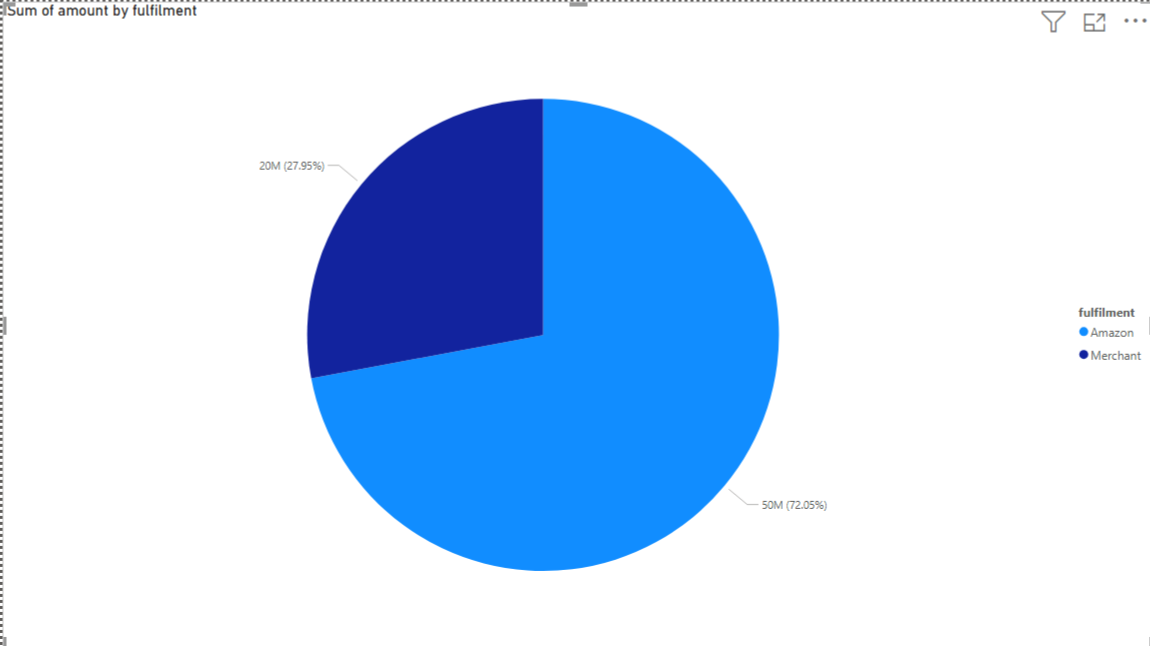 Sum of amount by fulfilment
20M (27.95%)
fulfilment
Amazon
Merchant
50M (72.05%)